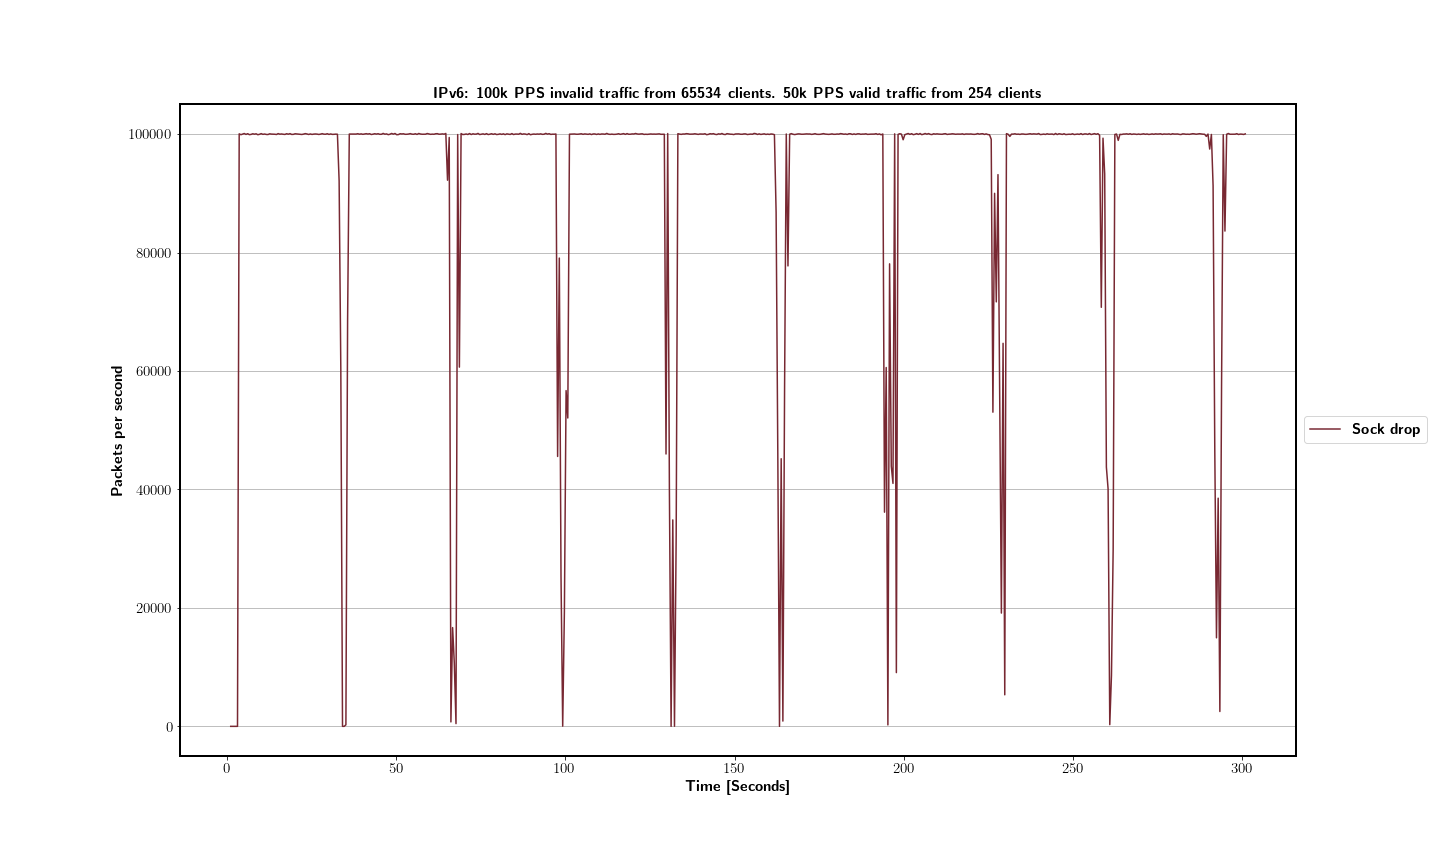 IPv6: 100k PPS invalid traffic from 65534 clients. 50k PPS valid traffic from 254 clients
100000
80000
60000
40000
20000
0
Packets per second
0 50 100 150 200 250 300
Time [Seconds]
Sock drop